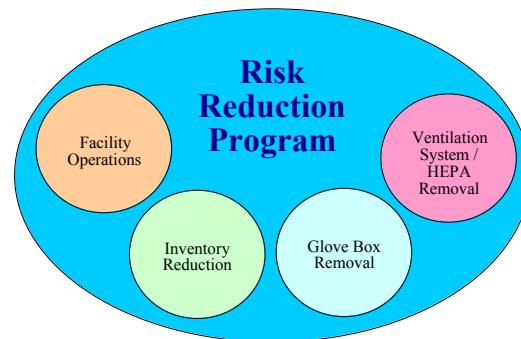 Risk
Reduction
Program
Facility
Operations
Inventory
Reduction
Glove Box
Removal
Ventilation
System /
HEPA
Removal